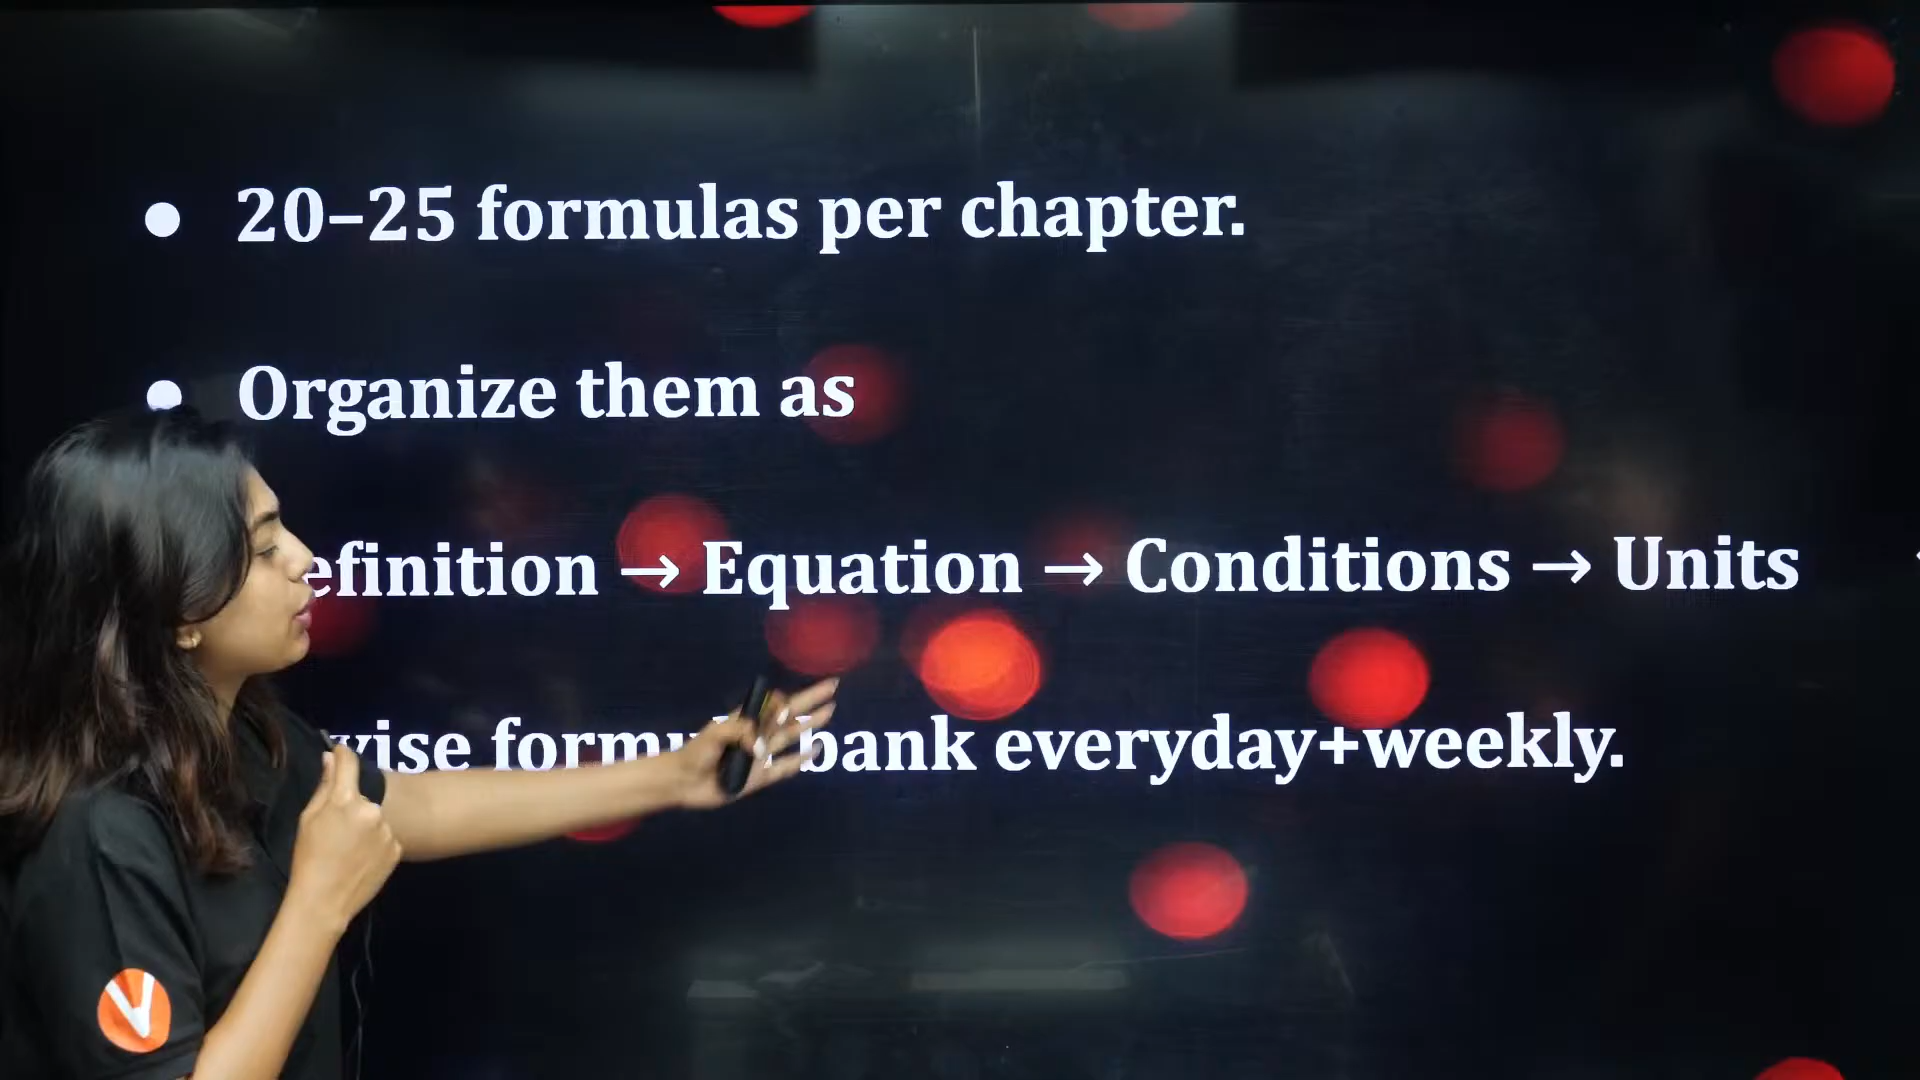 ● 20–25 formulas per chapter.
● Organize them as
efinition → Equation → Conditions → Units
bank everyday+weekly.
V